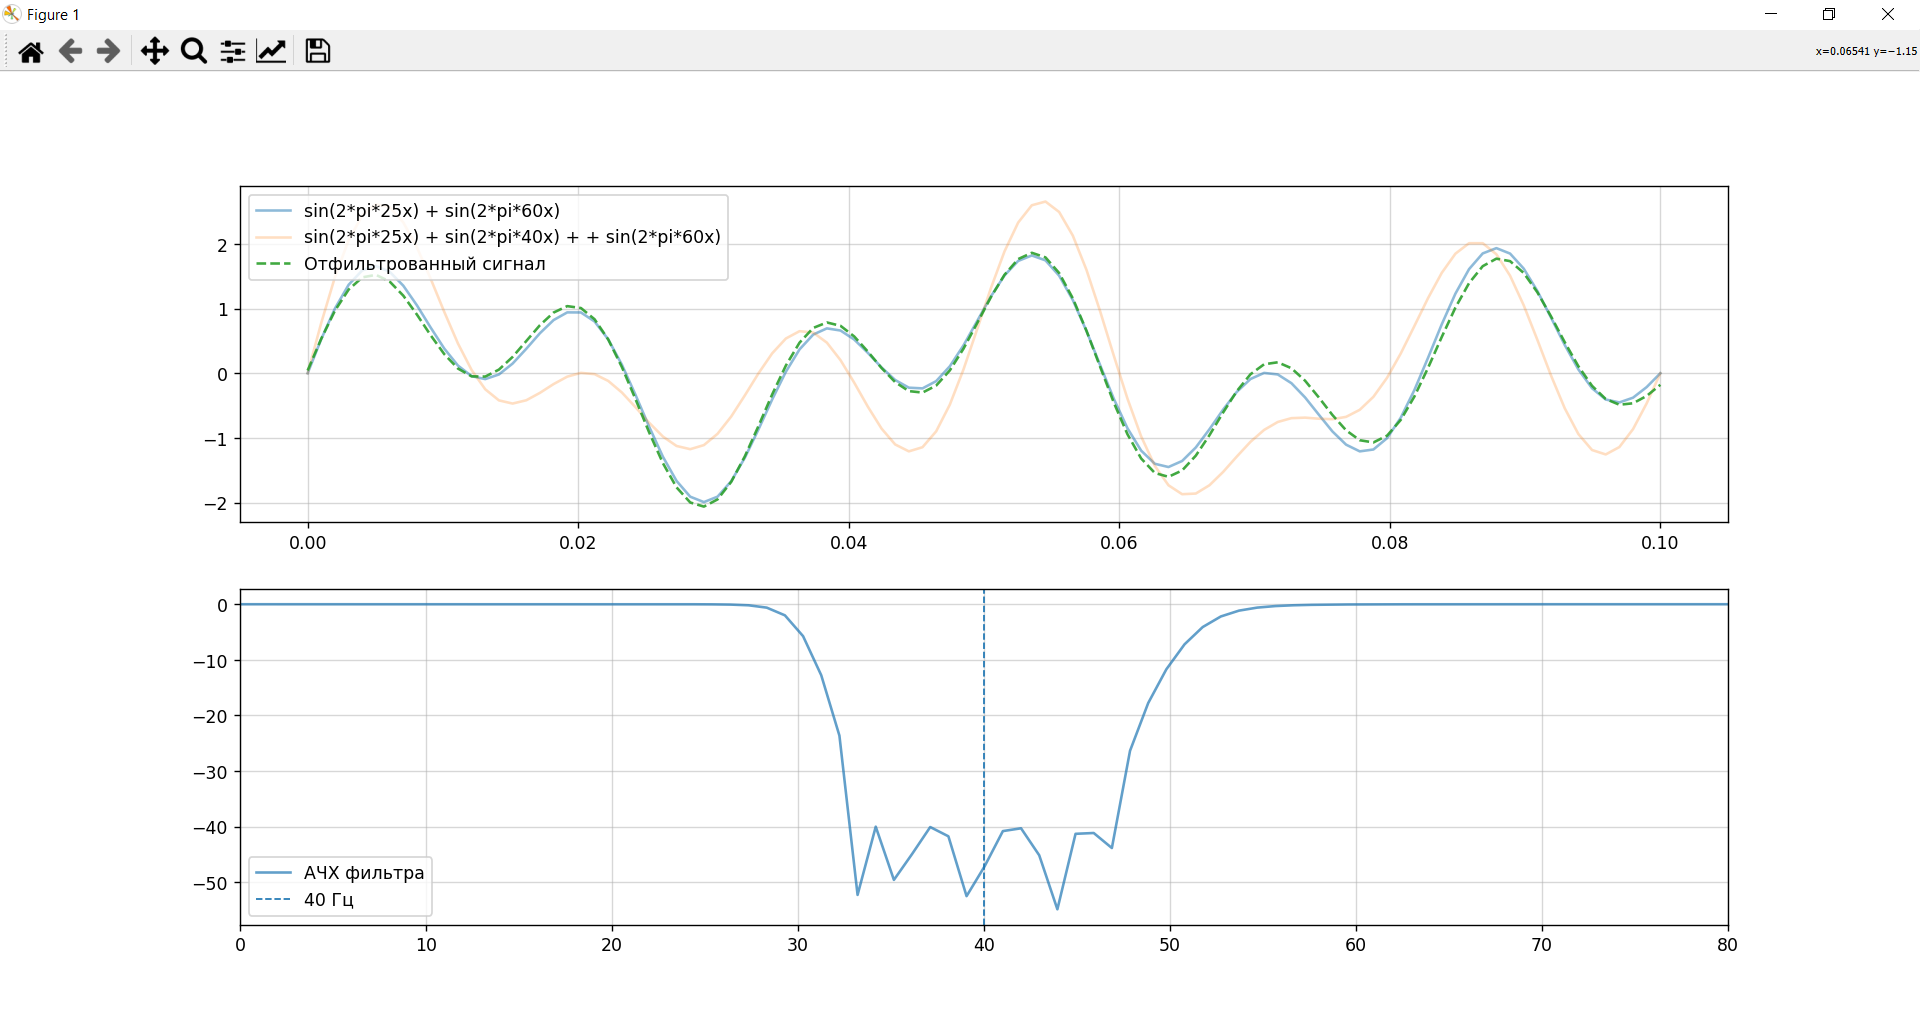 Figure 1
x=0.06541 y=−1.15
sin(2*pi*25x) + sin(2*pi*60x)
sin(2*pi*25x) + sin(2*pi*40x) + + sin(2*pi*60x)
Отфильтрованный сигнал
2
1
0
−1
−2
0.00 0.02 0.04 0.06 0.08 0.10
0
−10
−20
−30
−40
−50
АЧХ фильтра
40 Гц
0 10 20 30 40 50 60 70 80